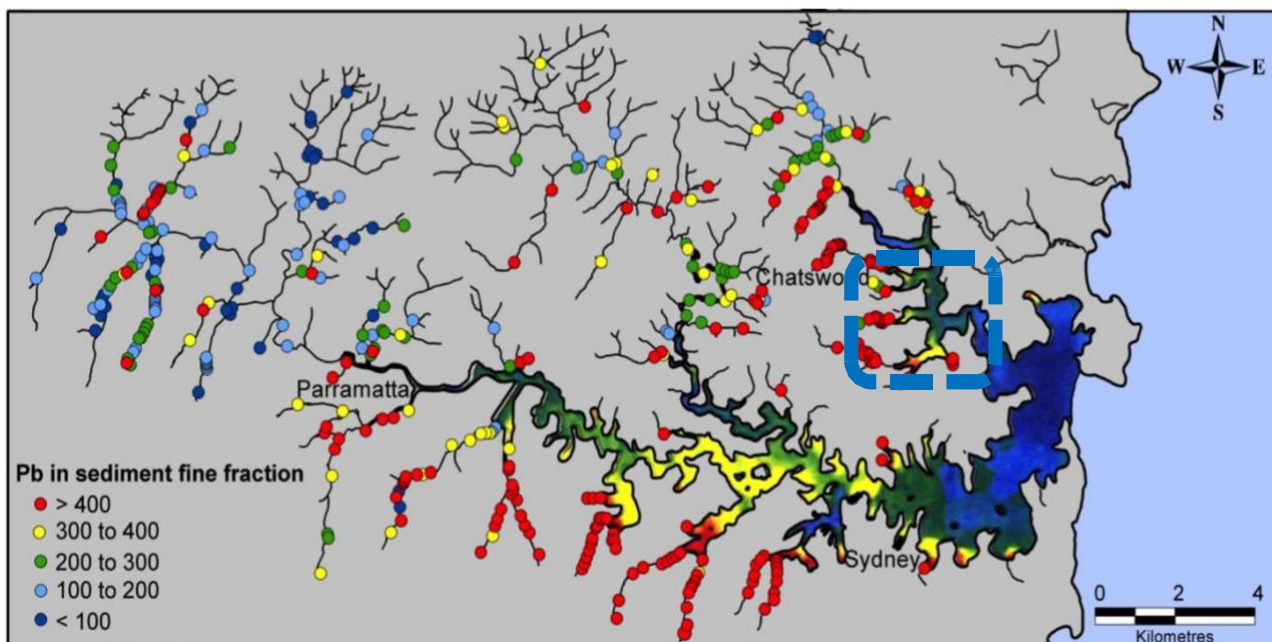 N
W E
S
Chatswood
Parramatta
Pb in sediment fine fraction
> 400
300 to 400
200 to 300
100 to 200
< 100
Sydney
0 2 4
Kilometres